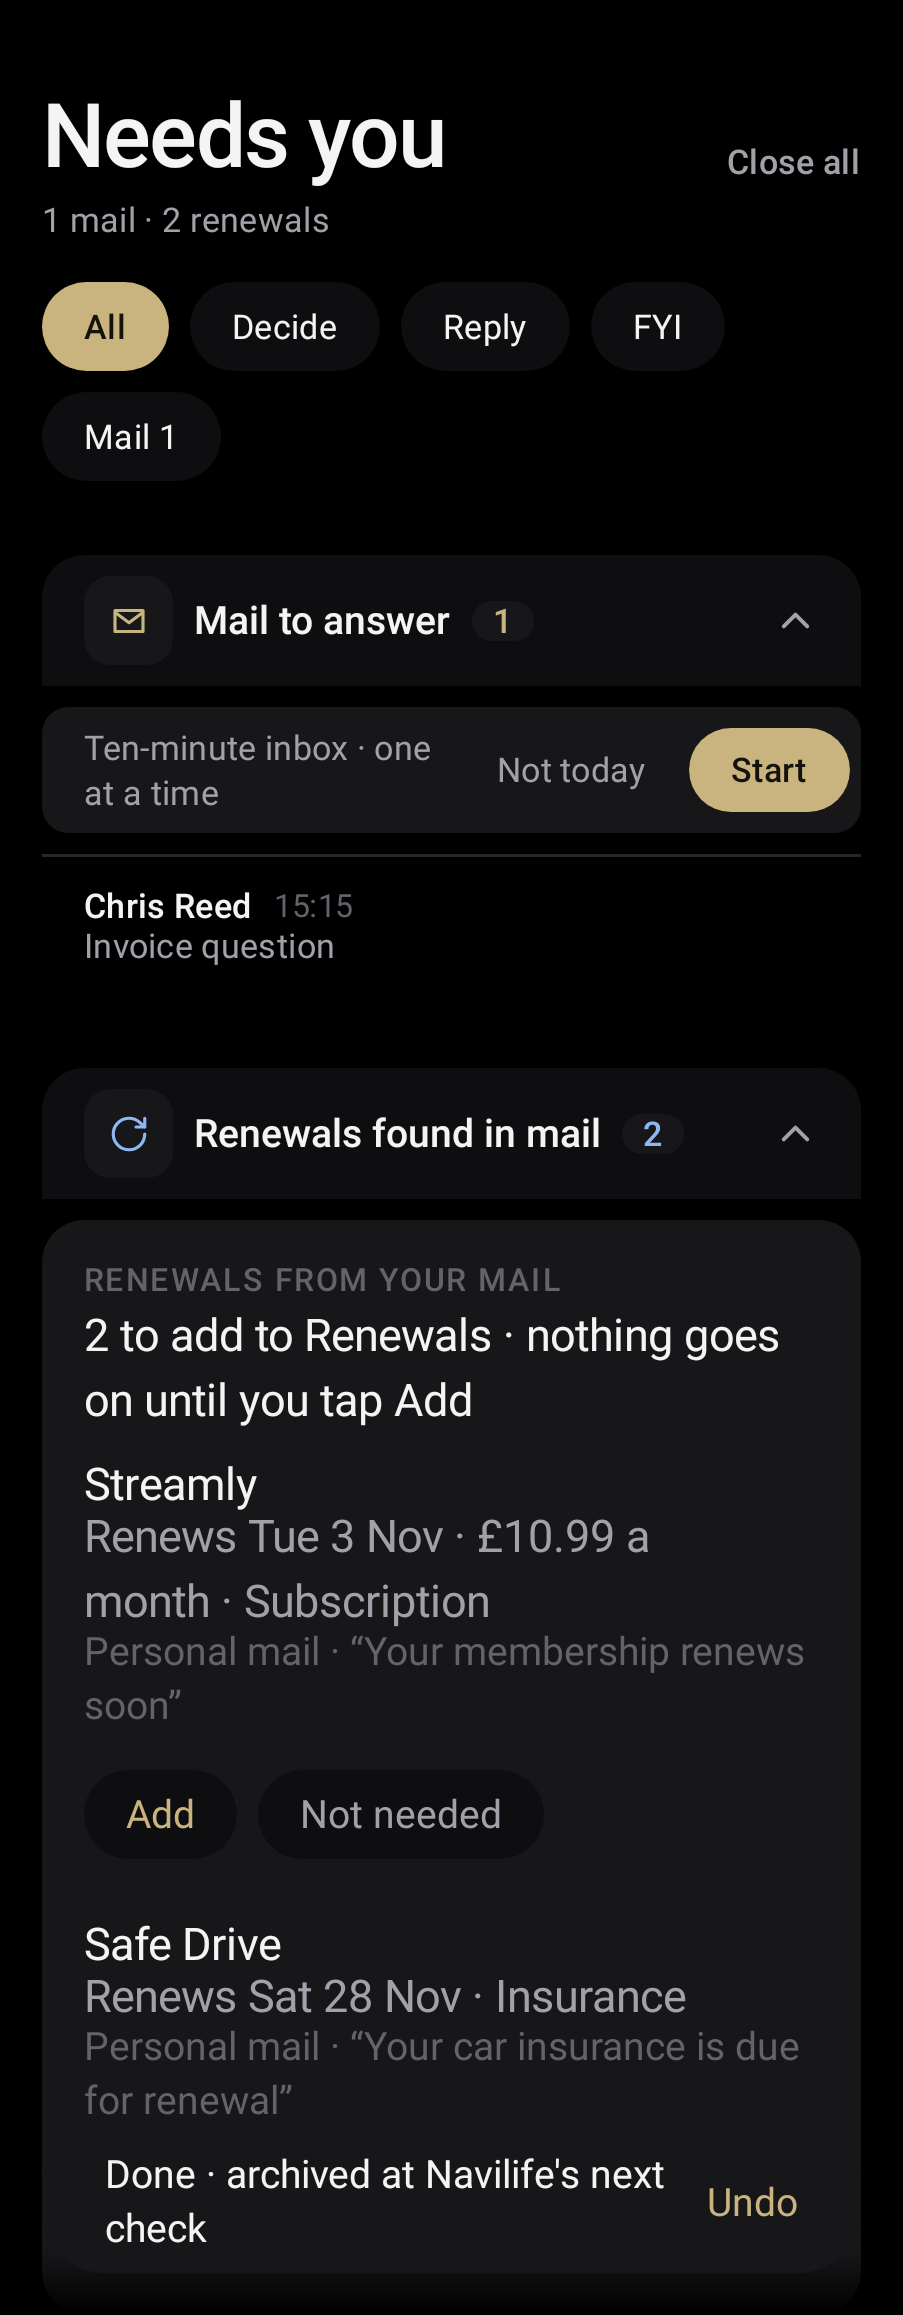 Needs you
Close all
1 mail · 2 renewals
All
Decide
Reply
FYI
Mail 1
Mail to answer 1
Ten-minute inbox · one
at a time
Not today
Start
Chris Reed 15:15
Invoice question
Renewals found in mail 2
RENEWALS FROM YOUR MAIL
2 to add to Renewals · nothing goes
on until you tap Add
Streamly
Renews Tue 3 Nov · £10.99 a
month · Subscription
Personal mail · “Your membership renews
soon”
Add
Not needed
Safe Drive
Renews Sat 28 Nov · Insurance
Personal mail · “Your car insurance is due
for renewal”
Done · archived at Navilife's next
check
Undo